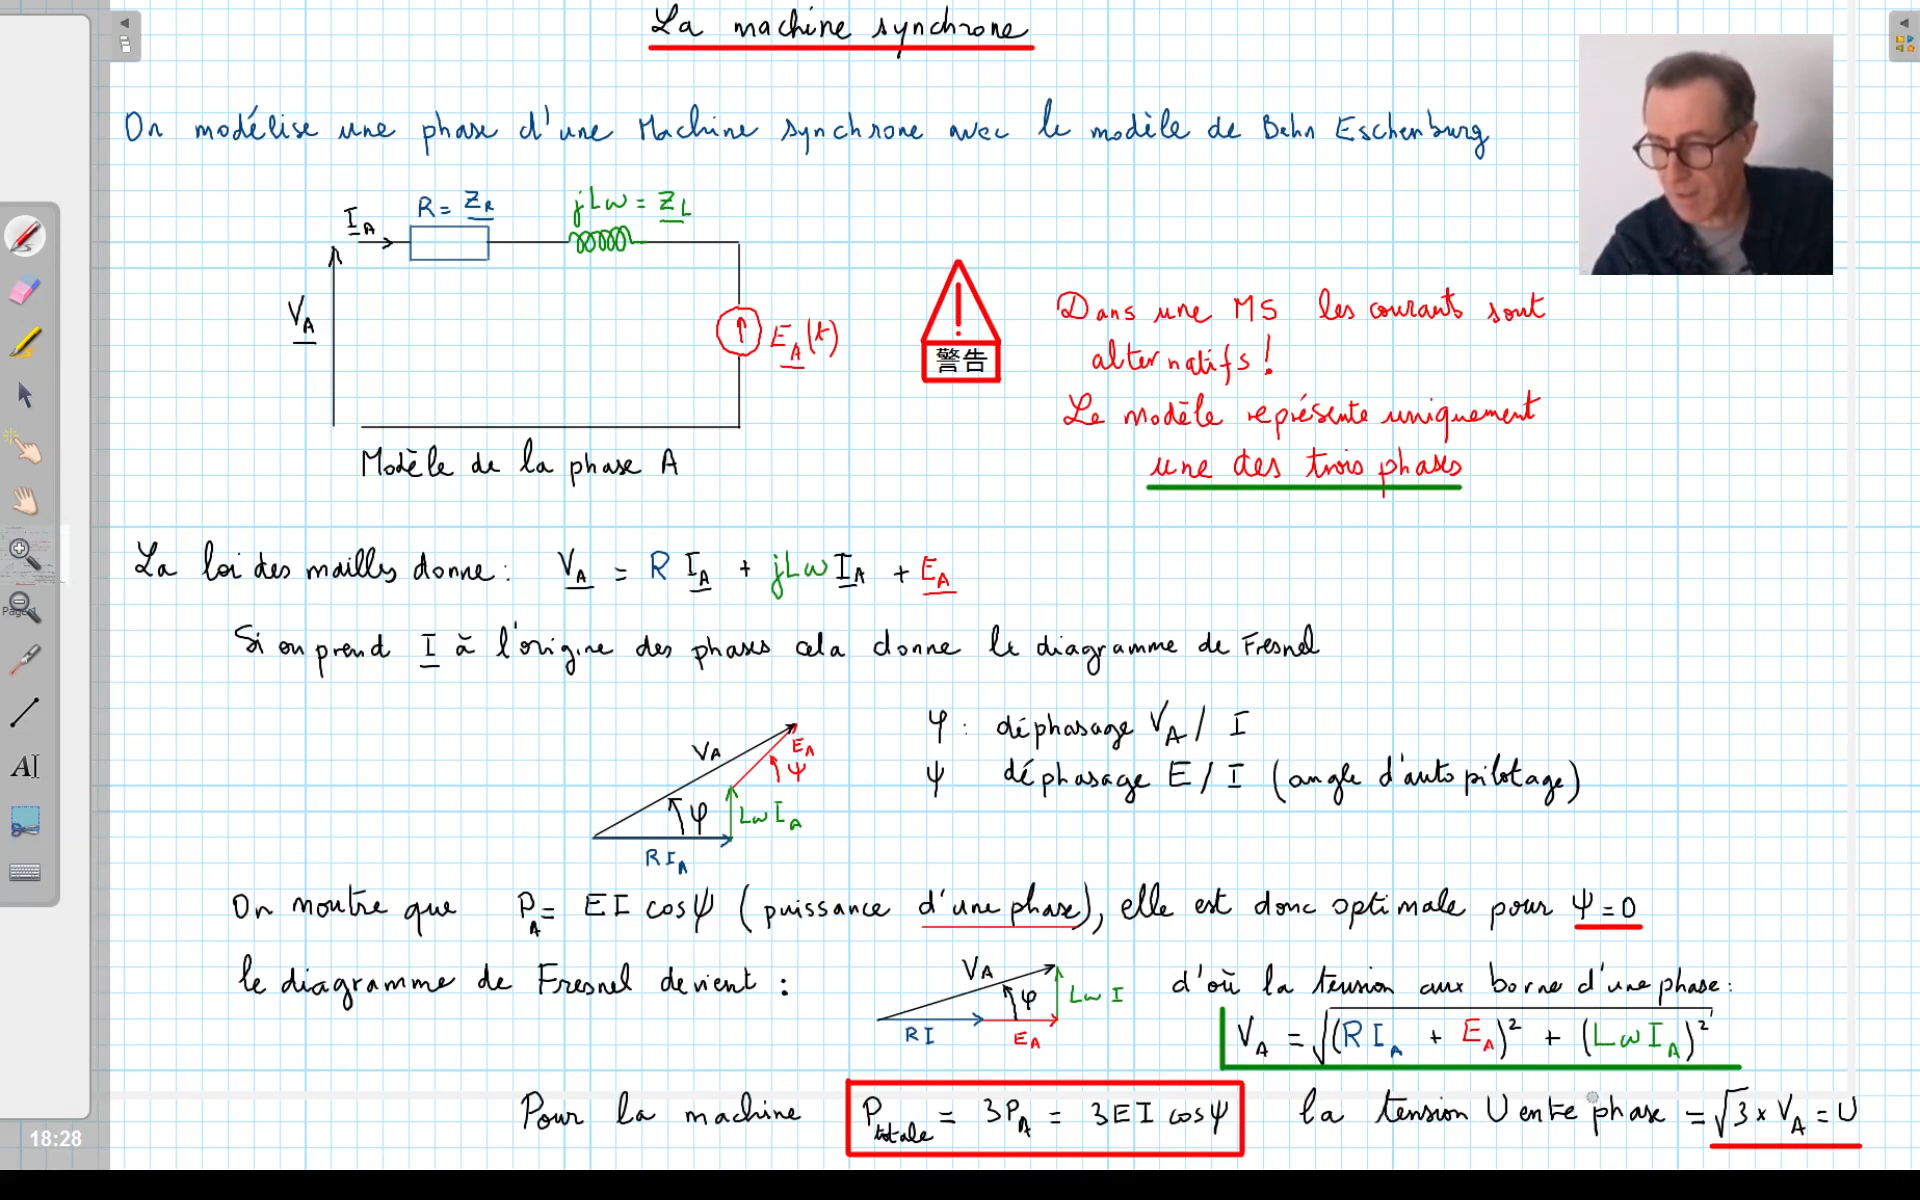 La machine synchrone
On modélise une phase d'une Machine synchrone avec le modèle de Behn Eschenburg
I_A
R = Z_R
jLω = Z_L
V_A
E_A(t)
Modèle de la phase A
警告
Dans une MS les courants sont
alternatifs !
Le modèle représente uniquement
une des trois phases
La loi des mailles donne : V_A = R I_A + jLω I_A + E_A
Si on prend I à l'origine des phases cela donne le diagramme de Fresnel
V_A
E_A
ψ
φ
Lω I_A
R I_A
φ : déphasage V_A / I
ψ déphasage E / I (angle d'auto pilotage)
On montre que P_A = EI cosψ (puissance d'une phase), elle est donc optimale pour ψ = 0
le diagramme de Fresnel devient :
V_A
φ
Lω I
R I
E_A
d'où la tension aux borne d'une phase :
V_A = √((R I_A + E_A)² + (Lω I_A)²)
Pour la machine P_totale = 3P_A = 3EI cosψ la tension U entre phase = √3 × V_A = U
Page 1
AI
18:28